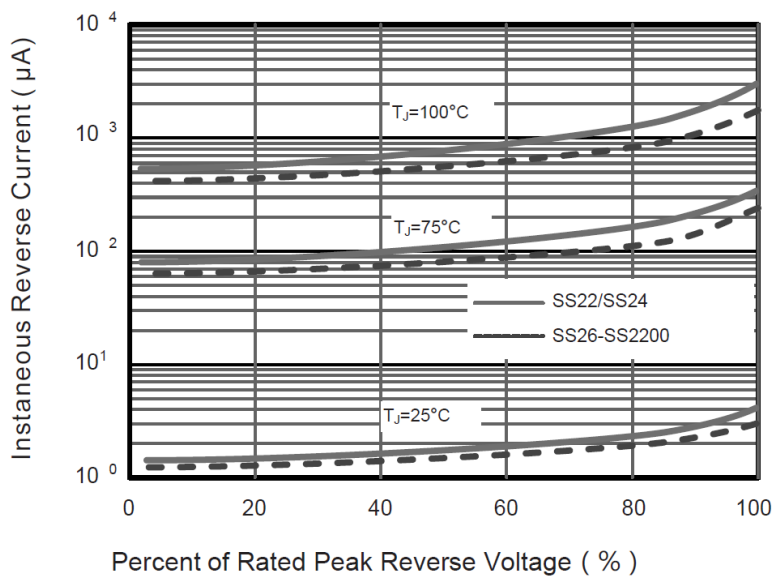 Instaneous Reverse Current ( μA )
10 4
10 3
10 2
10 1
10 0
TJ=100°C
TJ=75°C
SS22/SS24
SS26-SS2200
TJ=25°C
0 20 40 60 80 100
Percent of Rated Peak Reverse Voltage ( % )